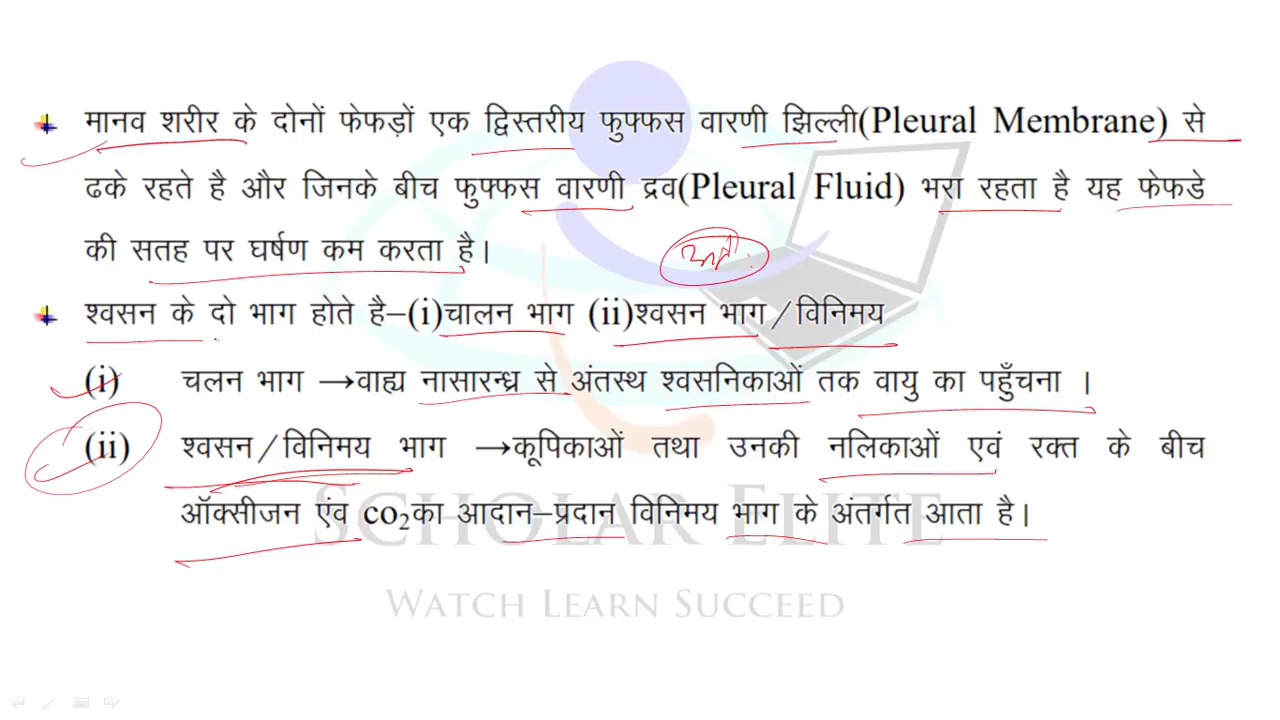 मानव शरीर के दोनों फेफड़ों एक द्विस्तरीय फुफ्फस वारणी झिल्ली(Pleural Membrane) से
ढके रहते है और जिनके बीच फुफ्फस वारणी द्रव(Pleural Fluid) भरा रहता है यह फेफडे
की सतह पर घर्षण कम करता है।
श्वसन के दो भाग होते है–(i)चालन भाग (ii)श्वसन भाग/विनिमय
(i) चलन भाग →वाह्य नासारन्ध्र से अंतस्थ श्वसनिकाओं तक वायु का पहुँचना ।
(ii) श्वसन/विनिमय भाग →कूपिकाओं तथा उनकी नलिकाओं एवं रक्त के बीच
ऑक्सीजन एंव co₂का आदान–प्रदान विनिमय भाग के अंतर्गत आता है।
SCHOLAR ELITE
WATCH LEARN SUCCEED